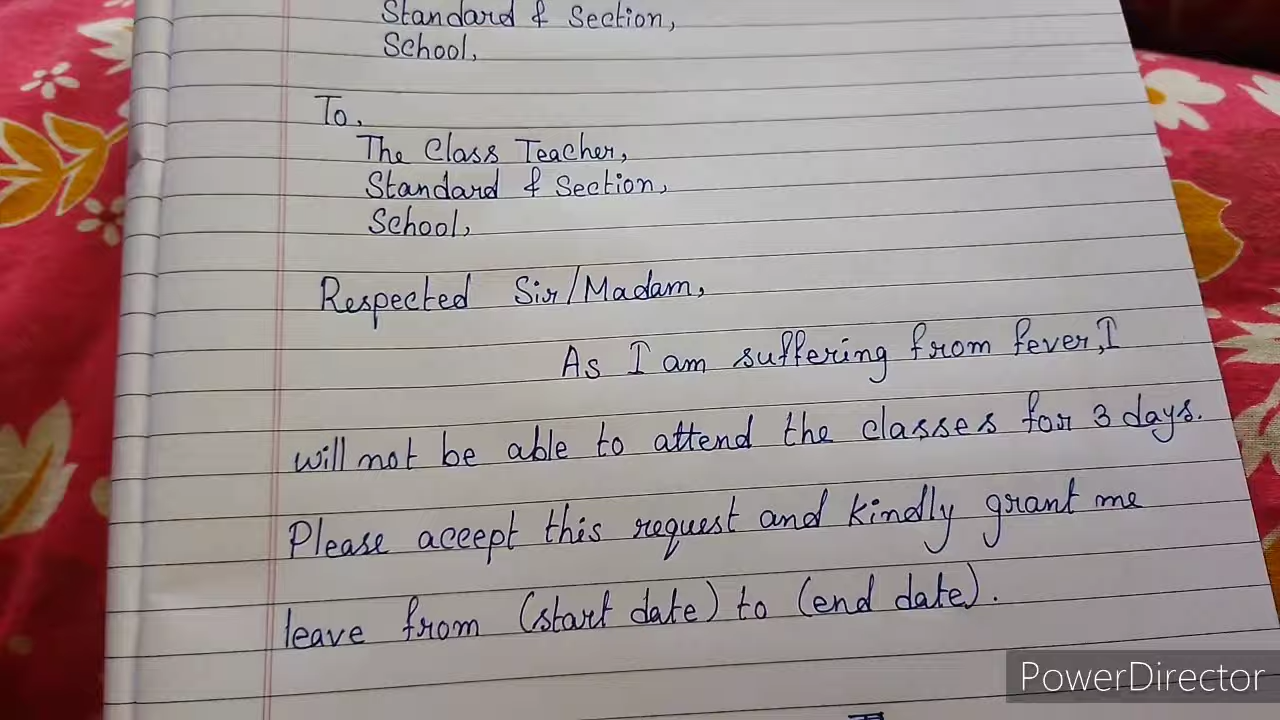 Standard & Section,
School,
To,
The Class Teacher,
Standard & Section,
School,
Respected Sir/Madam,
As I am suffering from fever, I
will not be able to attend the classes for 3 days.
Please accept this request and kindly grant me
leave from (start date) to (end date).
PowerDirector